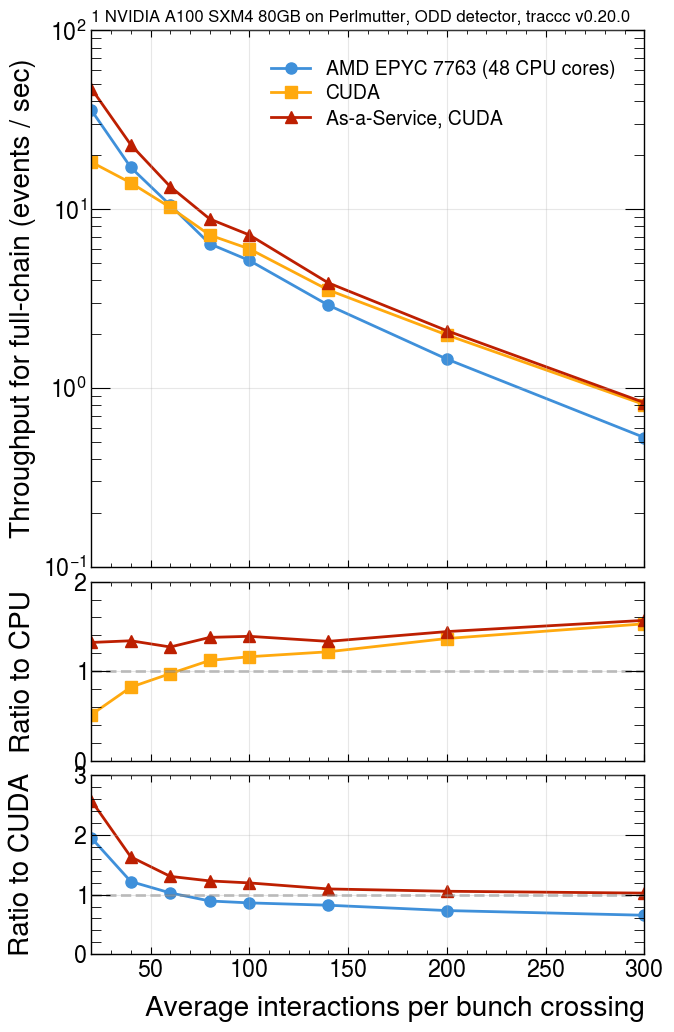 1 NVIDIA A100 SXM4 80GB on Perlmutter, ODD detector, traccc v0.20.0
10²
AMD EPYC 7763 (48 CPU cores)
CUDA
As-a-Service, CUDA
Throughput for full-chain (events / sec)
10¹
10⁰
10⁻¹
2
Ratio to CPU
1
0
3
Ratio to CUDA
2
1
0
50 100 150 200 250 300
Average interactions per bunch crossing